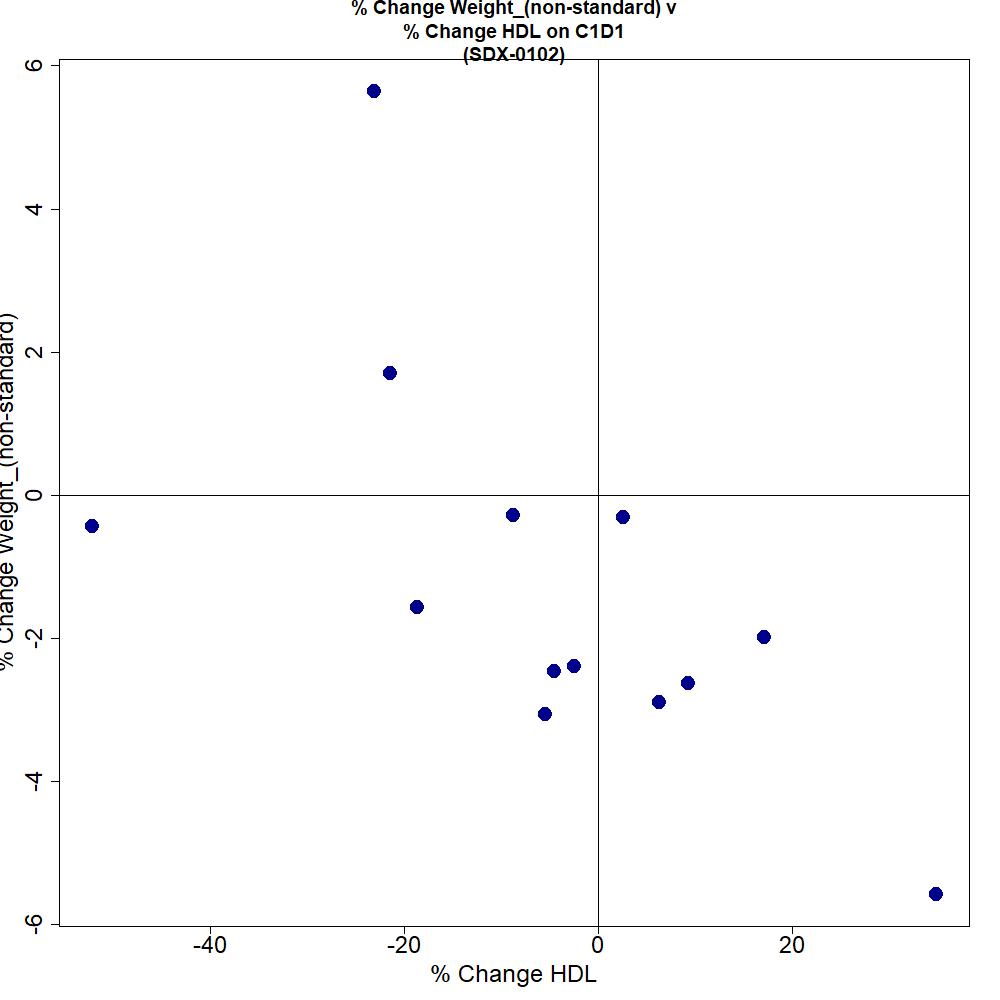 % Change Weight_(non-standard) v
% Change HDL on C1D1
(SDX-0102)
6
4
2
0
-2
-4
-6
% Change Weight_(non-standard)
-40
-20
0
20
% Change HDL